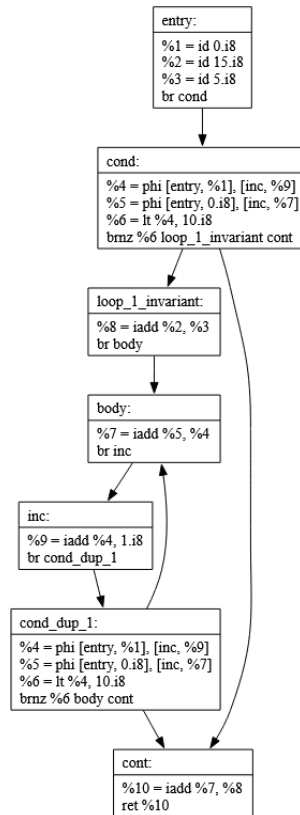 entry:
%1 = id 0.i8
%2 = id 15.i8
%3 = id 5.i8
br cond
cond:
%4 = phi [entry, %1], [inc, %9]
%5 = phi [entry, 0.i8], [inc, %7]
%6 = lt %4, 10.i8
brnz %6 loop_1_invariant cont
loop_1_invariant:
%8 = iadd %2, %3
br body
body:
%7 = iadd %5, %4
br inc
inc:
%9 = iadd %4, 1.i8
br cond_dup_1
cond_dup_1:
%4 = phi [entry, %1], [inc, %9]
%5 = phi [entry, 0.i8], [inc, %7]
%6 = lt %4, 10.i8
brnz %6 body cont
cont:
%10 = iadd %7, %8
ret %10